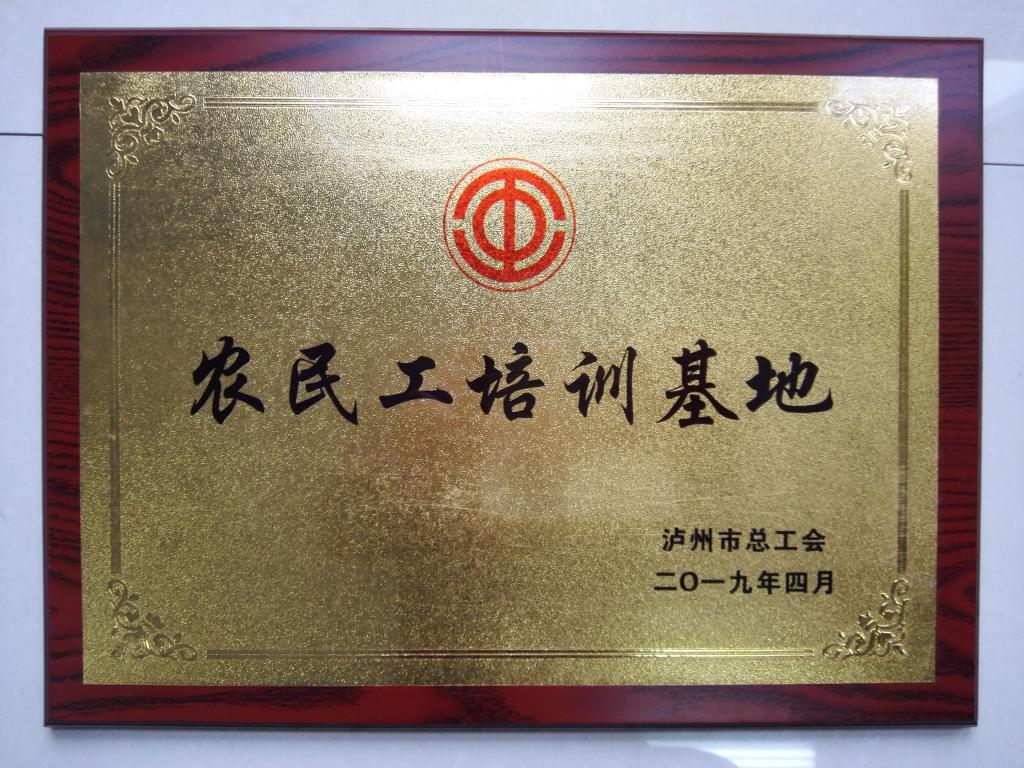 农民工培训基地
泸州市总工会
二〇一九年四月